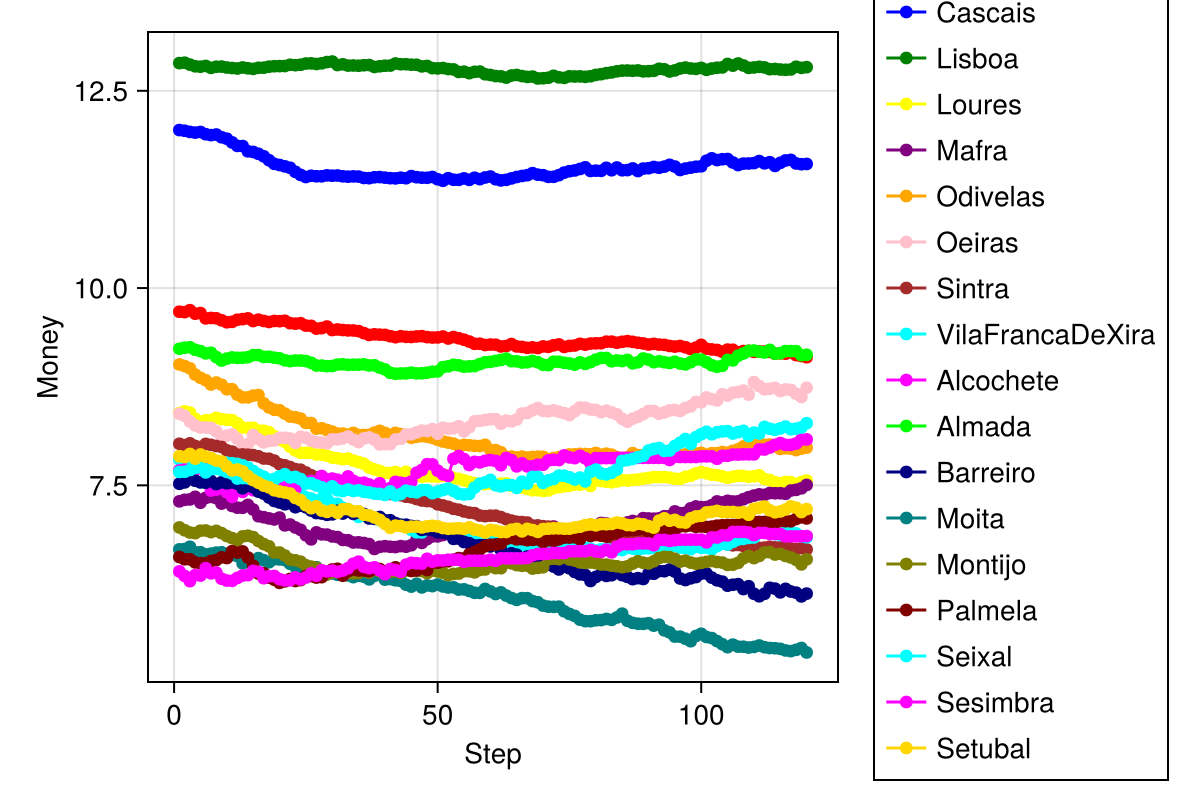 Cascais
Lisboa
Loures
Mafra
Odivelas
Oeiras
Sintra
VilaFrancaDeXira
Alcochete
Almada
Barreiro
Moita
Montijo
Palmela
Seixal
Sesimbra
Setubal
12.5
10.0
7.5
Money
0 50 100
Step